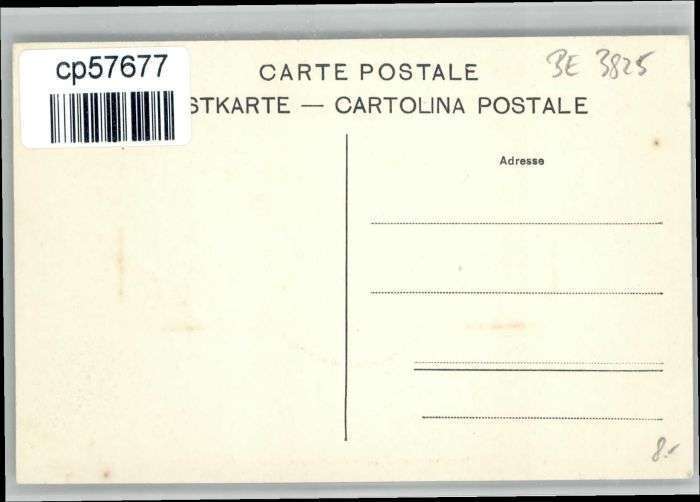 cp57677
BE 3825
CARTE POSTALE
STKARTE — CARTOLINA POSTALE
Adresse
8.-